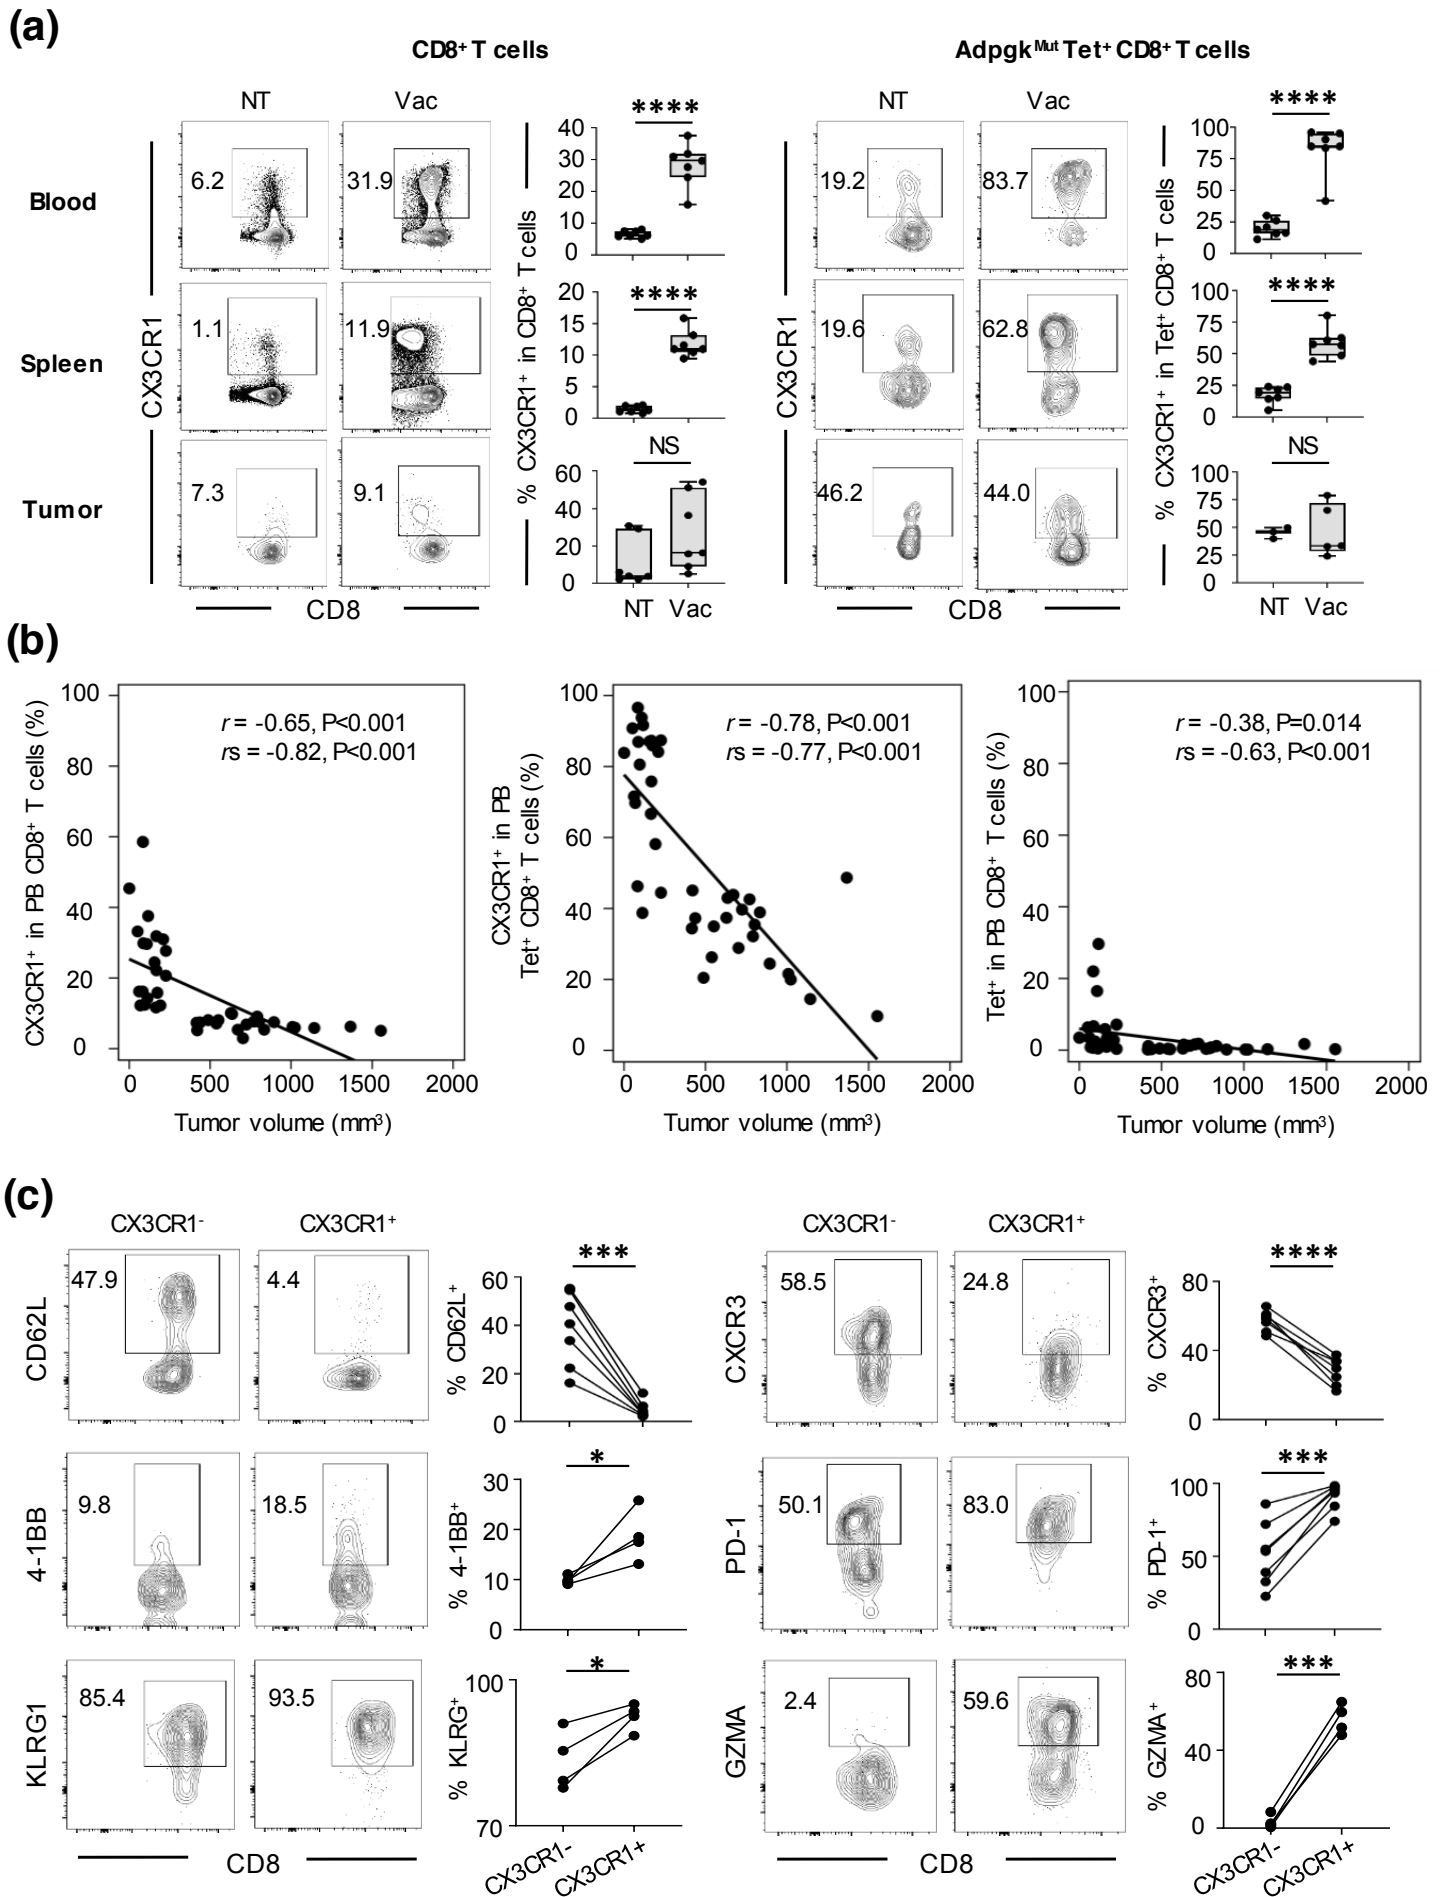 (a)
CD8+ T cells
Adpgk Mut Tet+ CD8+ T cells
NT Vac
NT Vac
Blood
Spleen
Tumor
CX3CR1
6.2 31.9
1.1 11.9
7.3 9.1
CD8
% CX3CR1+ in CD8+ T cells
****
40
30
20
10
0
****
20
15
10
5
0
NS
60
40
20
0
NT Vac
CX3CR1
19.2 83.7
19.6 62.8
46.2 44.0
CD8
% CX3CR1+ in Tet+ CD8+ T cells
****
100
75
50
25
0
****
100
75
50
25
0
NS
100
75
50
25
0
NT Vac
(b)
CX3CR1+ in PB CD8+ T cells (%)
100
80
60
40
20
0
r = -0.65, P<0.001
rs = -0.82, P<0.001
0 500 1000 1500 2000
Tumor volume (mm3)
CX3CR1+ in PB
Tet+ CD8+ T cells (%)
100
80
60
40
20
0
r = -0.78, P<0.001
rs = -0.77, P<0.001
0 500 1000 1500 2000
Tumor volume (mm3)
Tet+ in PB CD8+ T cells (%)
100
80
60
40
20
0
r = -0.38, P=0.014
rs = -0.63, P<0.001
0 500 1000 1500 2000
Tumor volume (mm3)
(c)
CX3CR1- CX3CR1+
CD62L
47.9 4.4
% CD62L+
***
60
40
20
0
4-1BB
9.8 18.5
% 4-1BB+
*
30
20
10
0
KLRG1
85.4 93.5
% KLRG+
*
100
70
CD8
CX3CR1- CX3CR1+
CX3CR1- CX3CR1+
CXCR3
58.5 24.8
% CXCR3+
****
80
40
0
PD-1
50.1 83.0
% PD-1+
***
100
50
0
GZMA
2.4 59.6
% GZMA+
***
80
40
0
CD8
CX3CR1- CX3CR1+